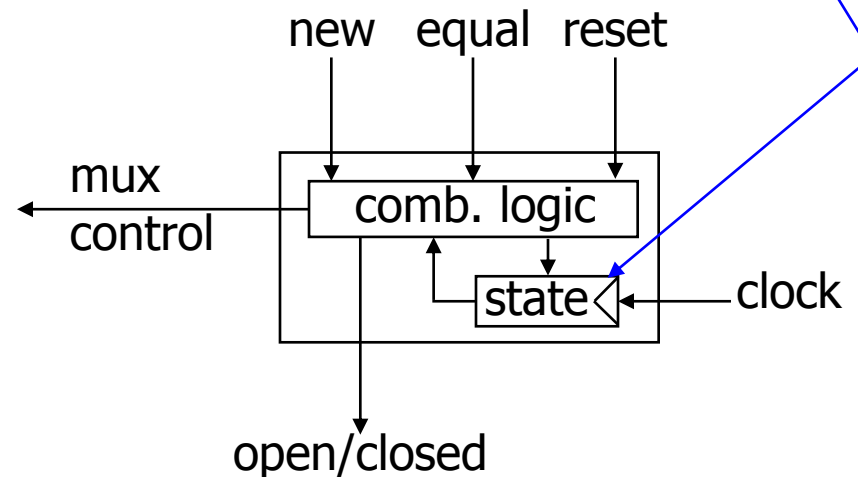 new equal reset
mux
control
comb. logic
state
clock
open/closed